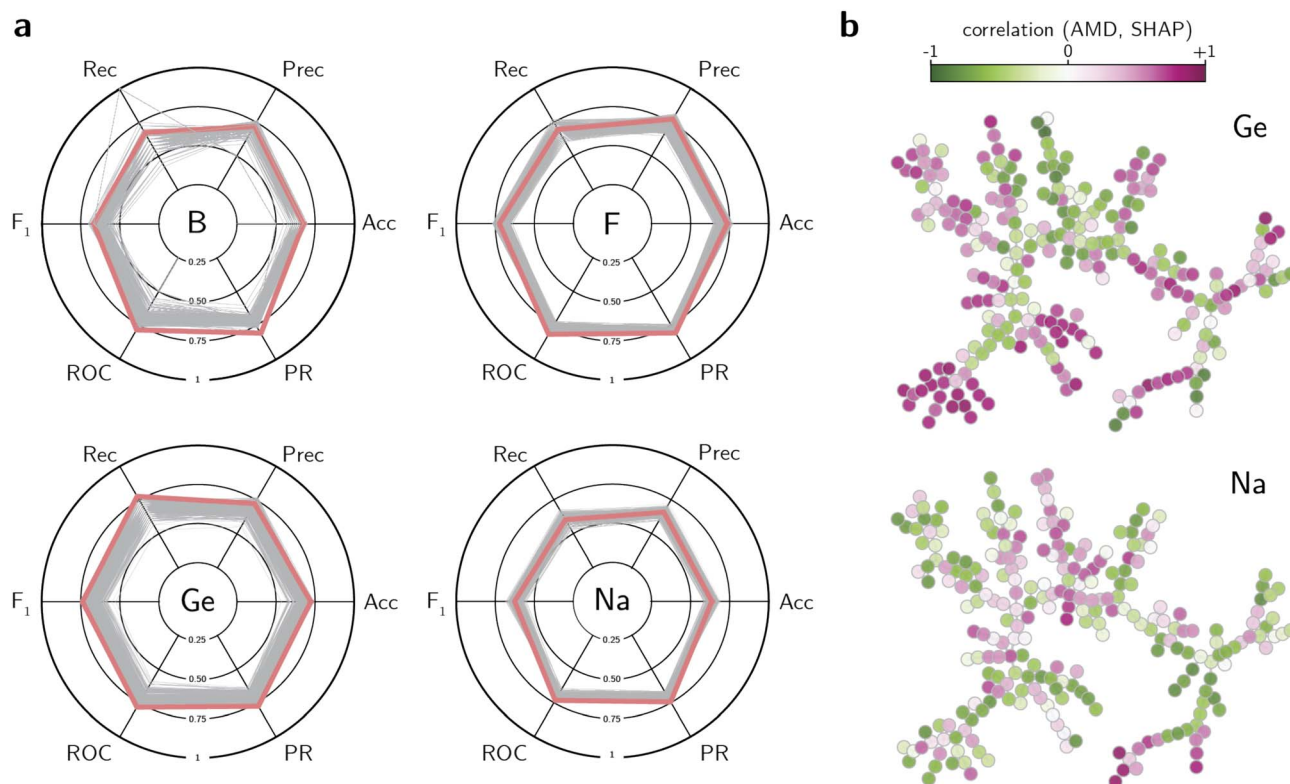 a
Rec
Prec
F1
B
Acc
0.25
0.50
0.75
ROC
1
PR
Rec
Prec
F1
F
Acc
0.25
0.50
0.75
ROC
1
PR
Rec
Prec
F1
Ge
Acc
0.25
0.50
0.75
ROC
1
PR
Rec
Prec
F1
Na
Acc
0.25
0.50
0.75
ROC
1
PR
b
correlation (AMD, SHAP)
-1 0 +1
Ge
Na